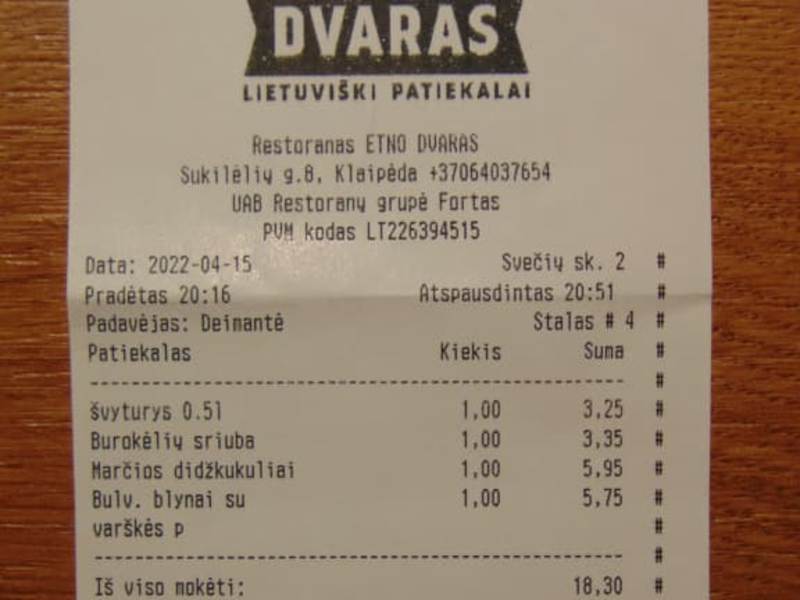 DVARAS
LIETUVIŠKI PATIEKALAI
Restoranas ETNO DVARAS
Sukilėlių g.8, Klaipėda +37064037654
UAB Restoranų grupė Fortas
PVM kodas LT226394515
Data: 2022-04-15 Svečių sk. 2 #
Pradėtas 20:16 Atspausdintas 20:51 #
Padavėjas: Deimantė Stalas # 4 #
Patiekalas Kiekis Suma #
---------------------------------------------------- #
švyturys 0.5l 1,00 3,25 #
Burokėlių sriuba 1,00 3,35 #
Marčios didžkukuliai 1,00 5,95 #
Bulv. blynai su 1,00 5,75 #
varškės p #
---------------------------------------------------- #
Iš viso mokėti: 18,30 #